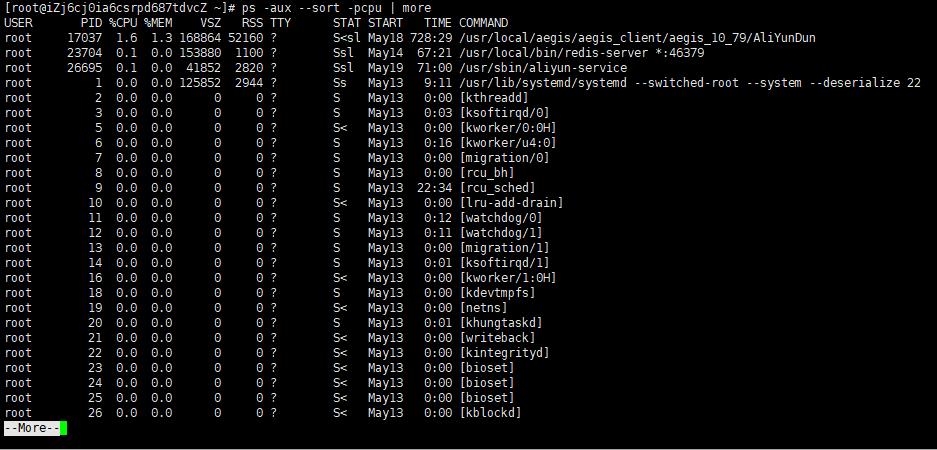 [root@iZj6cj0ia6csrpd687tdvcZ ~]# ps -aux --sort -pcpu | more
USER       PID %CPU %MEM    VSZ   RSS TTY      STAT START   TIME COMMAND
root     17037  1.6  1.3 168864 52160 ?        S<sl May18 728:29 /usr/local/aegis/aegis_client/aegis_10_79/AliYunDun
root     23704  0.1  0.0 153880  1100 ?        Ssl  May14  67:21 /usr/local/bin/redis-server *:46379
root     26695  0.1  0.0  41852  2820 ?        Ssl  May19  71:00 /usr/sbin/aliyun-service
root         1  0.0  0.0 125852  2944 ?        Ss   May13   9:11 /usr/lib/systemd/systemd --switched-root --system --deserialize 22
root         2  0.0  0.0      0     0 ?        S    May13   0:00 [kthreadd]
root         3  0.0  0.0      0     0 ?        S    May13   0:03 [ksoftirqd/0]
root         5  0.0  0.0      0     0 ?        S<   May13   0:00 [kworker/0:0H]
root         6  0.0  0.0      0     0 ?        S    May13   0:16 [kworker/u4:0]
root         7  0.0  0.0      0     0 ?        S    May13   0:00 [migration/0]
root         8  0.0  0.0      0     0 ?        S    May13   0:00 [rcu_bh]
root         9  0.0  0.0      0     0 ?        S    May13  22:34 [rcu_sched]
root        10  0.0  0.0      0     0 ?        S<   May13   0:00 [lru-add-drain]
root        11  0.0  0.0      0     0 ?        S    May13   0:12 [watchdog/0]
root        12  0.0  0.0      0     0 ?        S    May13   0:11 [watchdog/1]
root        13  0.0  0.0      0     0 ?        S    May13   0:00 [migration/1]
root        14  0.0  0.0      0     0 ?        S    May13   0:01 [ksoftirqd/1]
root        16  0.0  0.0      0     0 ?        S<   May13   0:00 [kworker/1:0H]
root        18  0.0  0.0      0     0 ?        S    May13   0:00 [kdevtmpfs]
root        19  0.0  0.0      0     0 ?        S<   May13   0:00 [netns]
root        20  0.0  0.0      0     0 ?        S    May13   0:01 [khungtaskd]
root        21  0.0  0.0      0     0 ?        S<   May13   0:00 [writeback]
root        22  0.0  0.0      0     0 ?        S<   May13   0:00 [kintegrityd]
root        23  0.0  0.0      0     0 ?        S<   May13   0:00 [bioset]
root        24  0.0  0.0      0     0 ?        S<   May13   0:00 [bioset]
root        25  0.0  0.0      0     0 ?        S<   May13   0:00 [bioset]
root        26  0.0  0.0      0     0 ?        S<   May13   0:00 [kblockd]
--More--